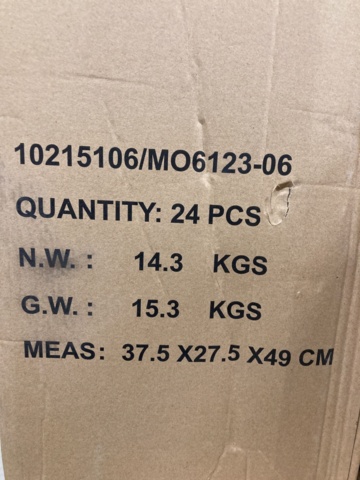 10215106/MO6123-06
QUANTITY: 24 PCS
N.W. : 14.3 KGS
G.W. : 15.3 KGS
MEAS: 37.5 X27.5 X49 CM